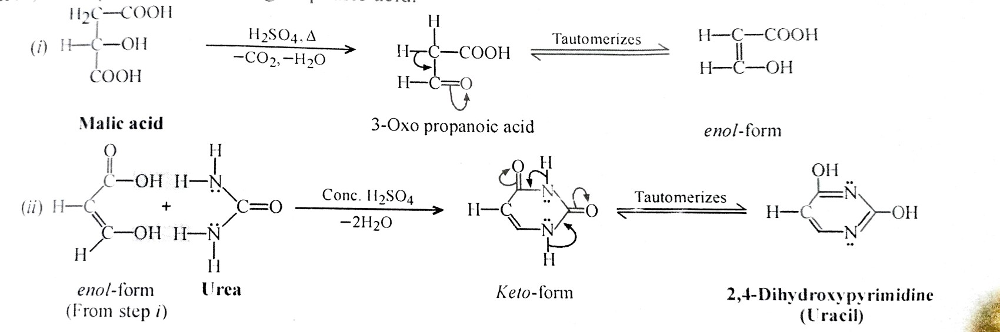 acid.
H2C—COOH
(i) H—C—OH
COOH
H2SO4, Δ
−CO2, −H2O
H
H—C—COOH
H—C=O
Tautomerizes
H—C—COOH
H—C—OH
Malic acid
3-Oxo propanoic acid
enol-form
O
C—OH H—N̤
H
(ii) H—C + C=O
C—OH H—N̈
H
H
Conc. H2SO4
−2H2O
O
H
N̤
H—C
O
N̈
H
Tautomerizes
OH
N̈
H—C
OH
N̤
enol-form
(From step i)
Urea
Keto-form
2,4-Dihydroxypyrimidine
(Uracil)